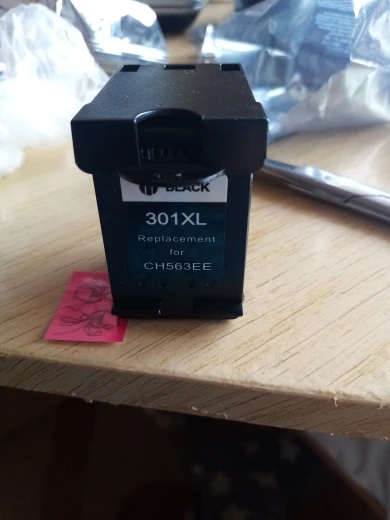 BLACK
301XL
Replacement
for
CH563EE